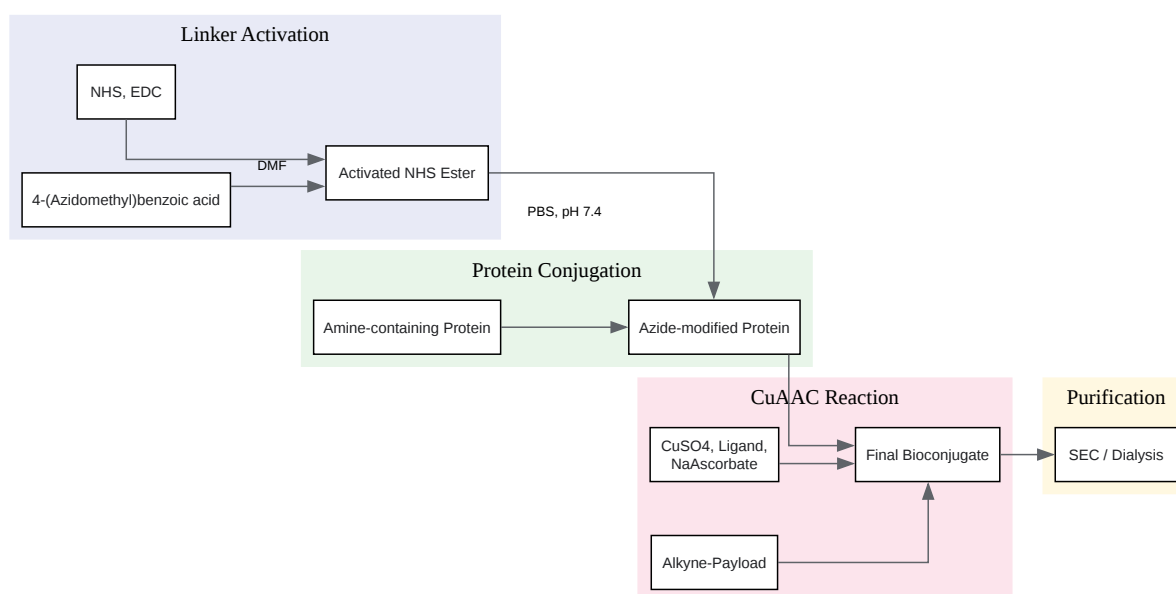 Linker Activation
NHS, EDC
DMF
Activated NHS Ester
4-(Azidomethyl)benzoic acid
PBS, pH 7.4
Protein Conjugation
Amine-containing Protein
Azide-modified Protein
CuAAC Reaction
CuSO4, Ligand,
NaAscorbate
Final Bioconjugate
Alkyne-Payload
Purification
SEC / Dialysis